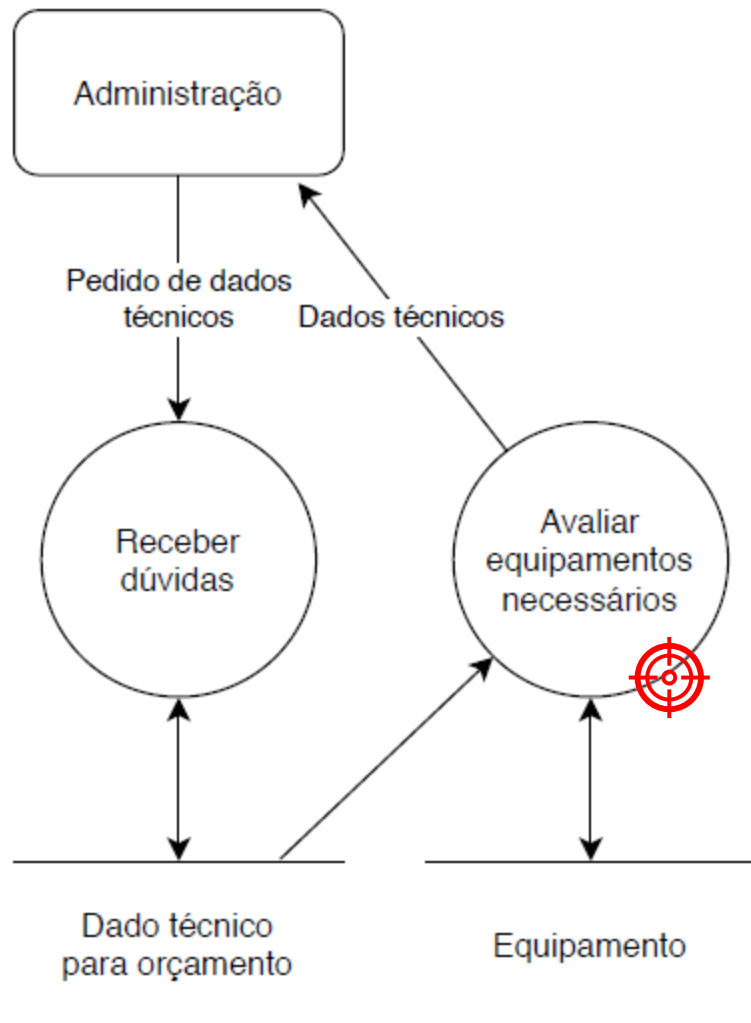 Administração
Pedido de dados
técnicos
Dados técnicos
Receber
dúvidas
Avaliar
equipamentos
necessários
Dado técnico
para orçamento
Equipamento